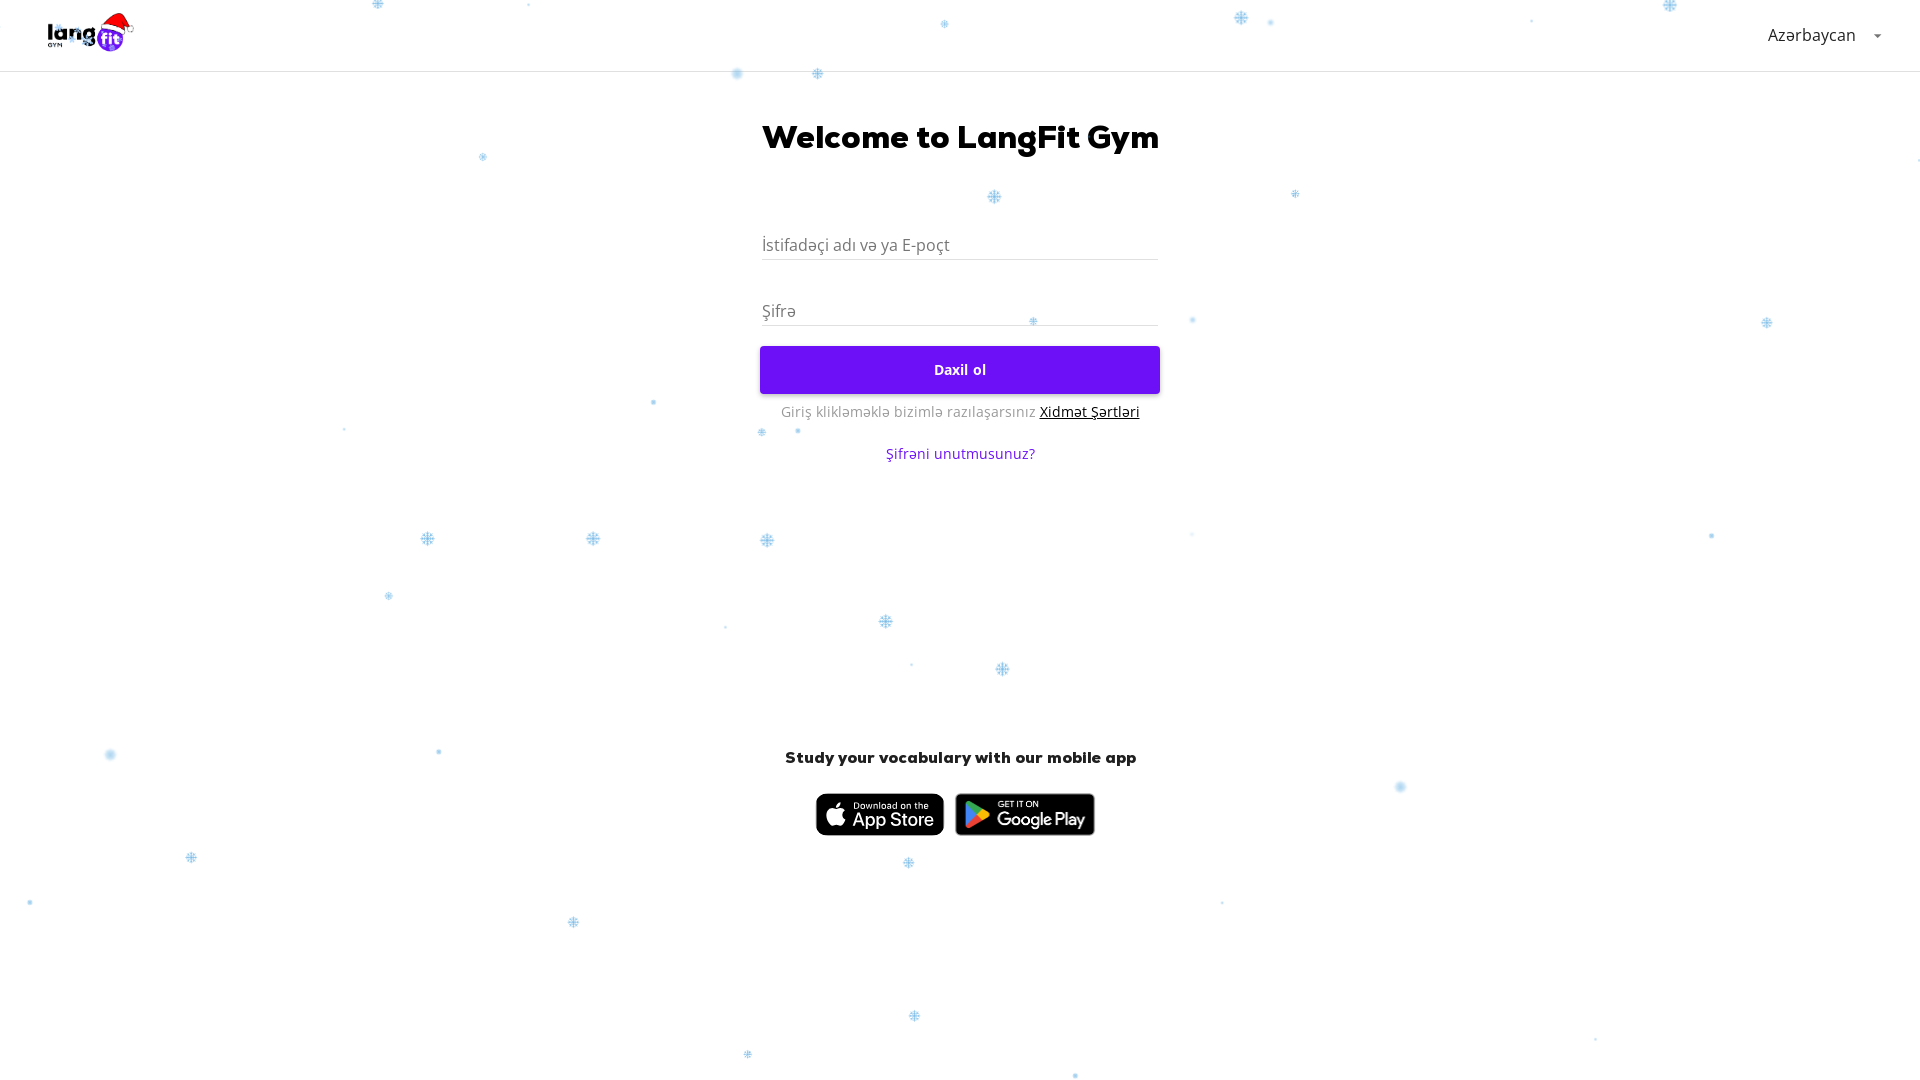 lang fit
GYM
Azərbaycan
Welcome to LangFit Gym
İstifadəçi adı və ya E-poçt
Şifrə
Daxil ol
Giriş klikləməklə bizimlə razılaşarsınız Xidmət Şərtləri
Şifrəni unutmusunuz?
Study your vocabulary with our mobile app
Download on the
App Store
GET IT ON
Google Play